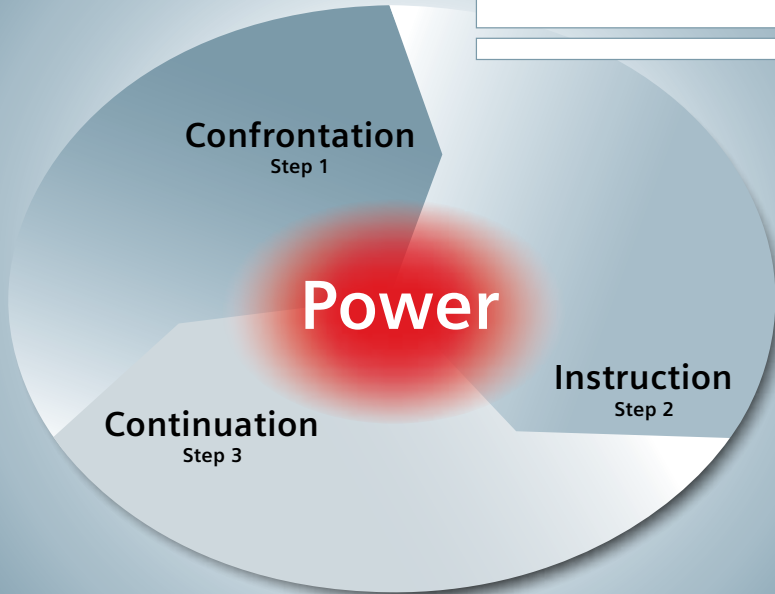 Confrontation
Step 1
Power
Instruction
Step 2
Continuation
Step 3